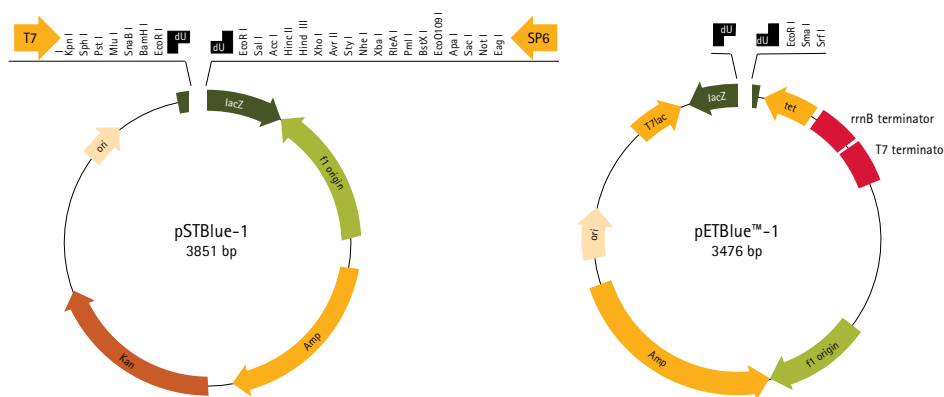 T7
I
Kpn I
Sph I
Pst I
Mlu I
SnaB I
BamH I
EcoR I
dU
dU
EcoR I
Sal I
Acc I
Hinc II
Hind III
Xho I
Avr II
Sty I
Nhe I
Xba I
RleA I
Pml I
BstX I
EcoO109 I
Apa I
Sac I
Not I
Eag I
SP6
lacZ
ori
f1 origin
pSTBlue-1
3851 bp
Kan
Amp
dU
dU
EcoR I
Sma I
Srf I
lacZ
T7lac
tet
rrnB terminator
T7 terminato
ori
pETBlue™-1
3476 bp
Amp
f1 origin